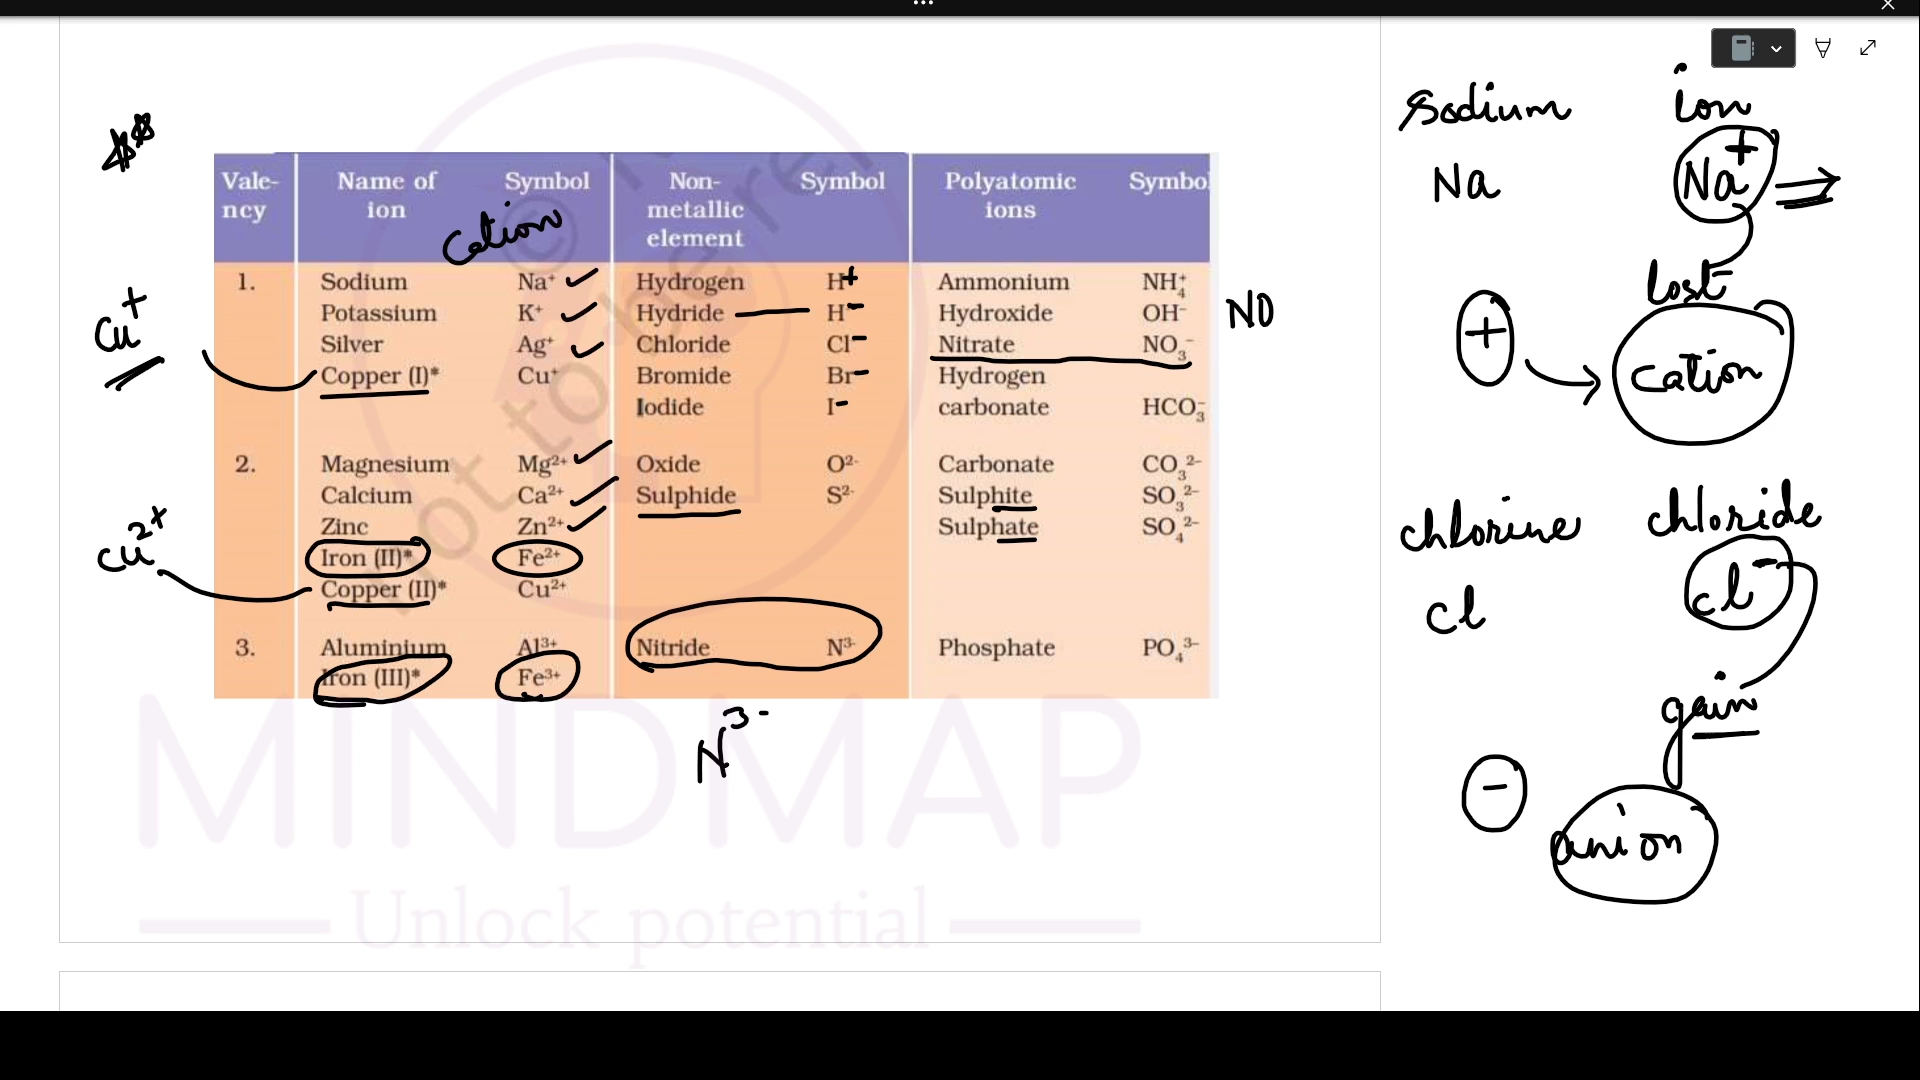 Sodium ion
Na Na+
lost
+
cation
chlorine chloride
Cl Cl-
gain
-
anion
Vale-
ncy
Name of
ion
Symbol
Cation
Non-
metallic
element
Symbol
Polyatomic
ions
Symbol
1. Sodium Na⁺ Hydrogen H+ Ammonium NH₄⁺
Potassium K⁺ Hydride H- Hydroxide OH⁻
Silver Ag⁺ Chloride Cl- Nitrate NO₃⁻
Copper (I)* Cu⁺ Bromide Br- Hydrogen
Iodide I- carbonate HCO₃⁻
2. Magnesium Mg²⁺ Oxide O²⁻ Carbonate CO₃²⁻
Calcium Ca²⁺ Sulphide S²⁻ Sulphite SO₃²⁻
Zinc Zn²⁺ Sulphate SO₄²⁻
Iron (II)* Fe²⁺
Copper (II)* Cu²⁺
3. Aluminium Al³⁺ Nitride N³⁻ Phosphate PO₄³⁻
Iron (III)* Fe³⁺
Cu+
Cu2+
NO
N3-
MINDMAP
Unlock potential